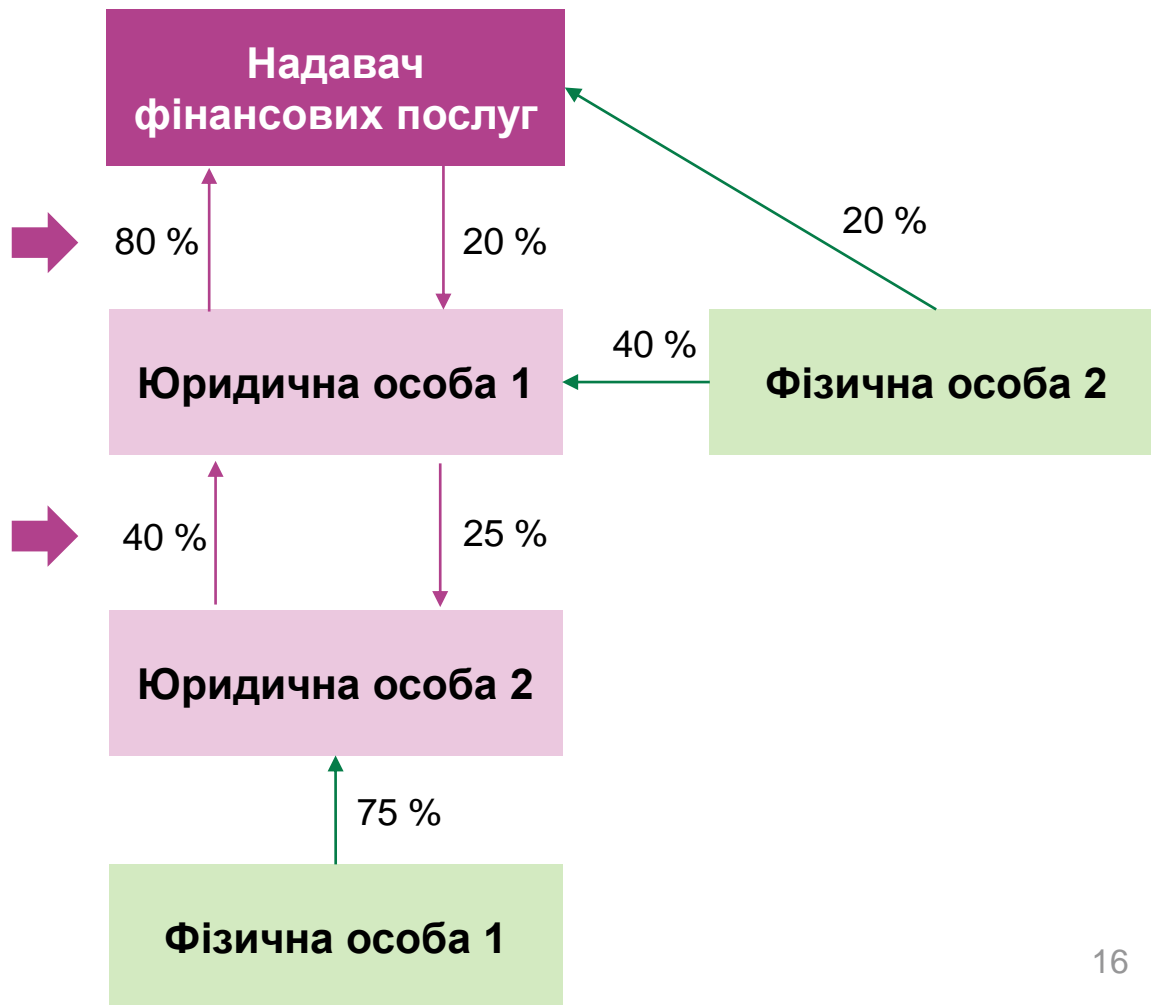 Надавач
фінансових послуг
80 %
20 %
20 %
Юридична особа 1
40 %
Фізична особа 2
40 %
25 %
Юридична особа 2
75 %
Фізична особа 1
16